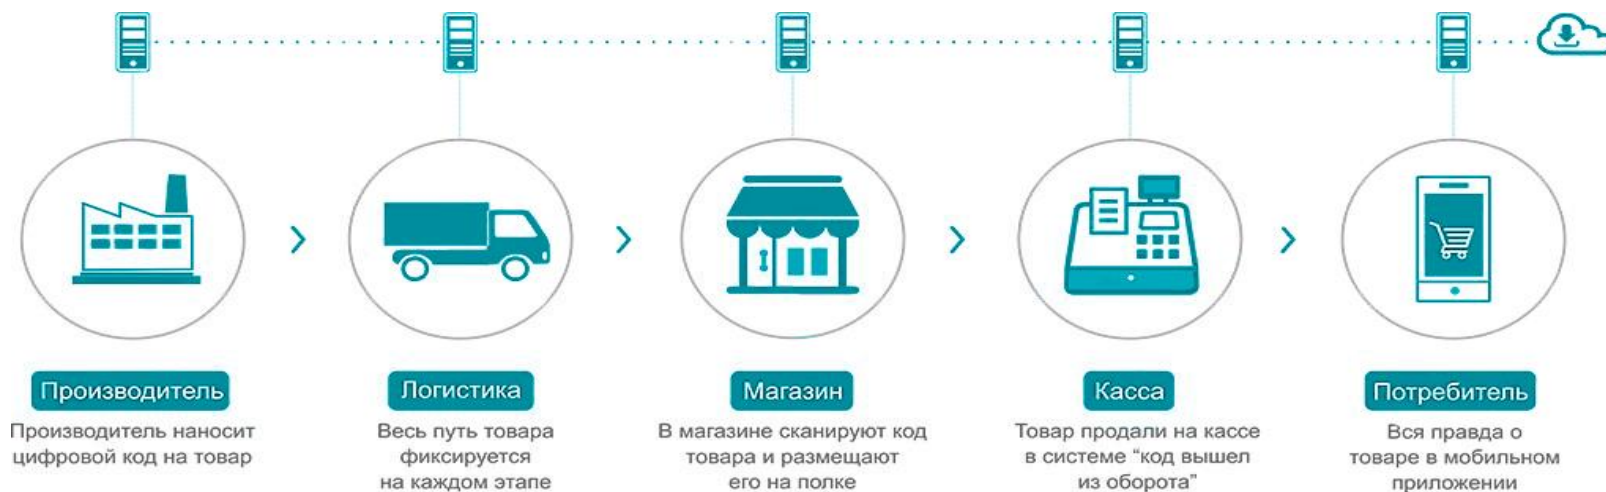 Производитель
Производитель наносит
цифровой код на товар
Логистика
Весь путь товара
фиксируется
на каждом этапе
Магазин
В магазине сканируют код
товара и размещают
его на полке
Касса
Товар продали на кассе
в системе “код вышел
из оборота”
Потребитель
Вся правда о
товаре в мобильном
приложении